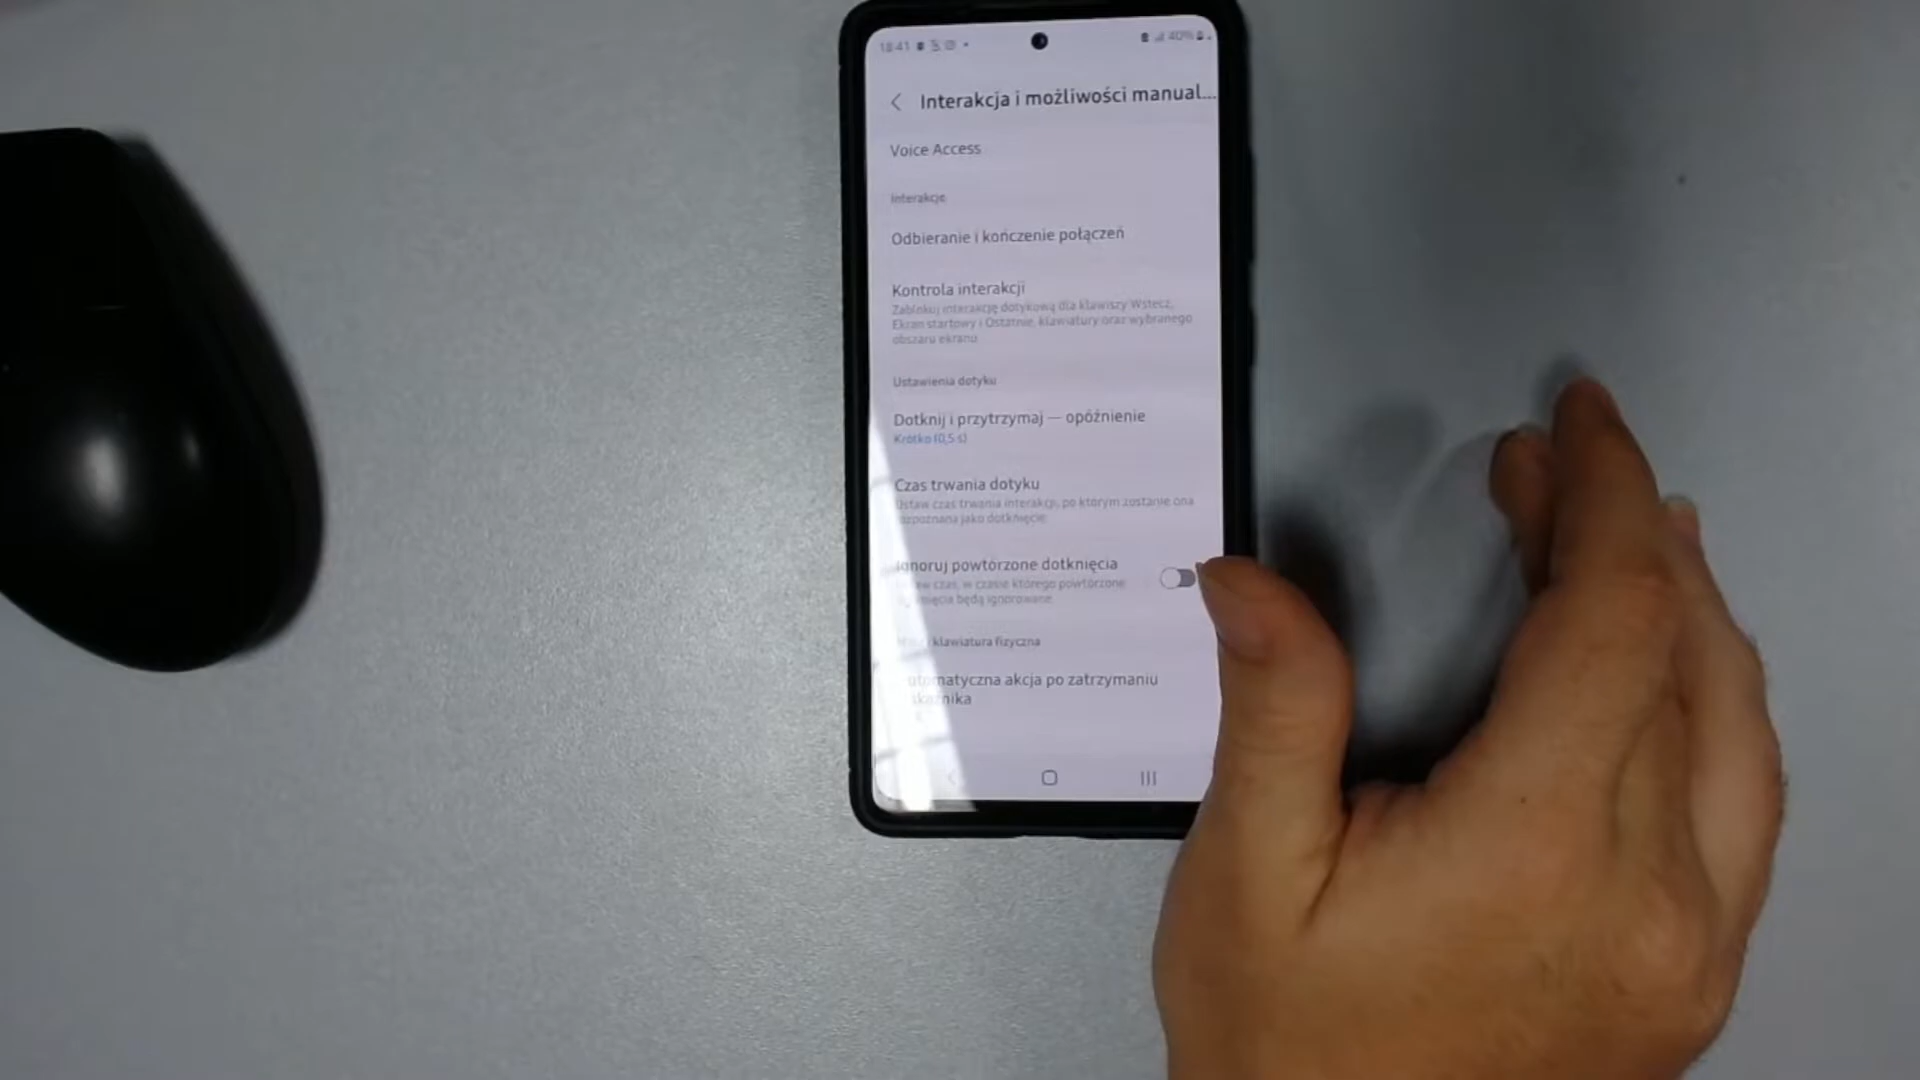 18:41
40%
Interakcja i możliwości manual...
Voice Access
Interakcje
Odbieranie i kończenie połączeń
Kontrola interakcji
Zablokuj interakcję dotykową dla klawiszy Wstecz,
Ekran startowy i Ostatnie, klawiatury oraz wybranego
obszaru ekranu
Ustawienia dotyku
Dotknij i przytrzymaj — opóźnienie
Krótko (0,5 s)
Czas trwania dotyku
Ustaw czas trwania interakcji, po którym zostanie ona
rozpoznana jako dotknięcie
Ignoruj powtórzone dotknięcia
czas, w czasie którego powtórzone
będą ignorowane
klawiatura fizyczna
Automatyczna akcja po zatrzymaniu
wskaźnika